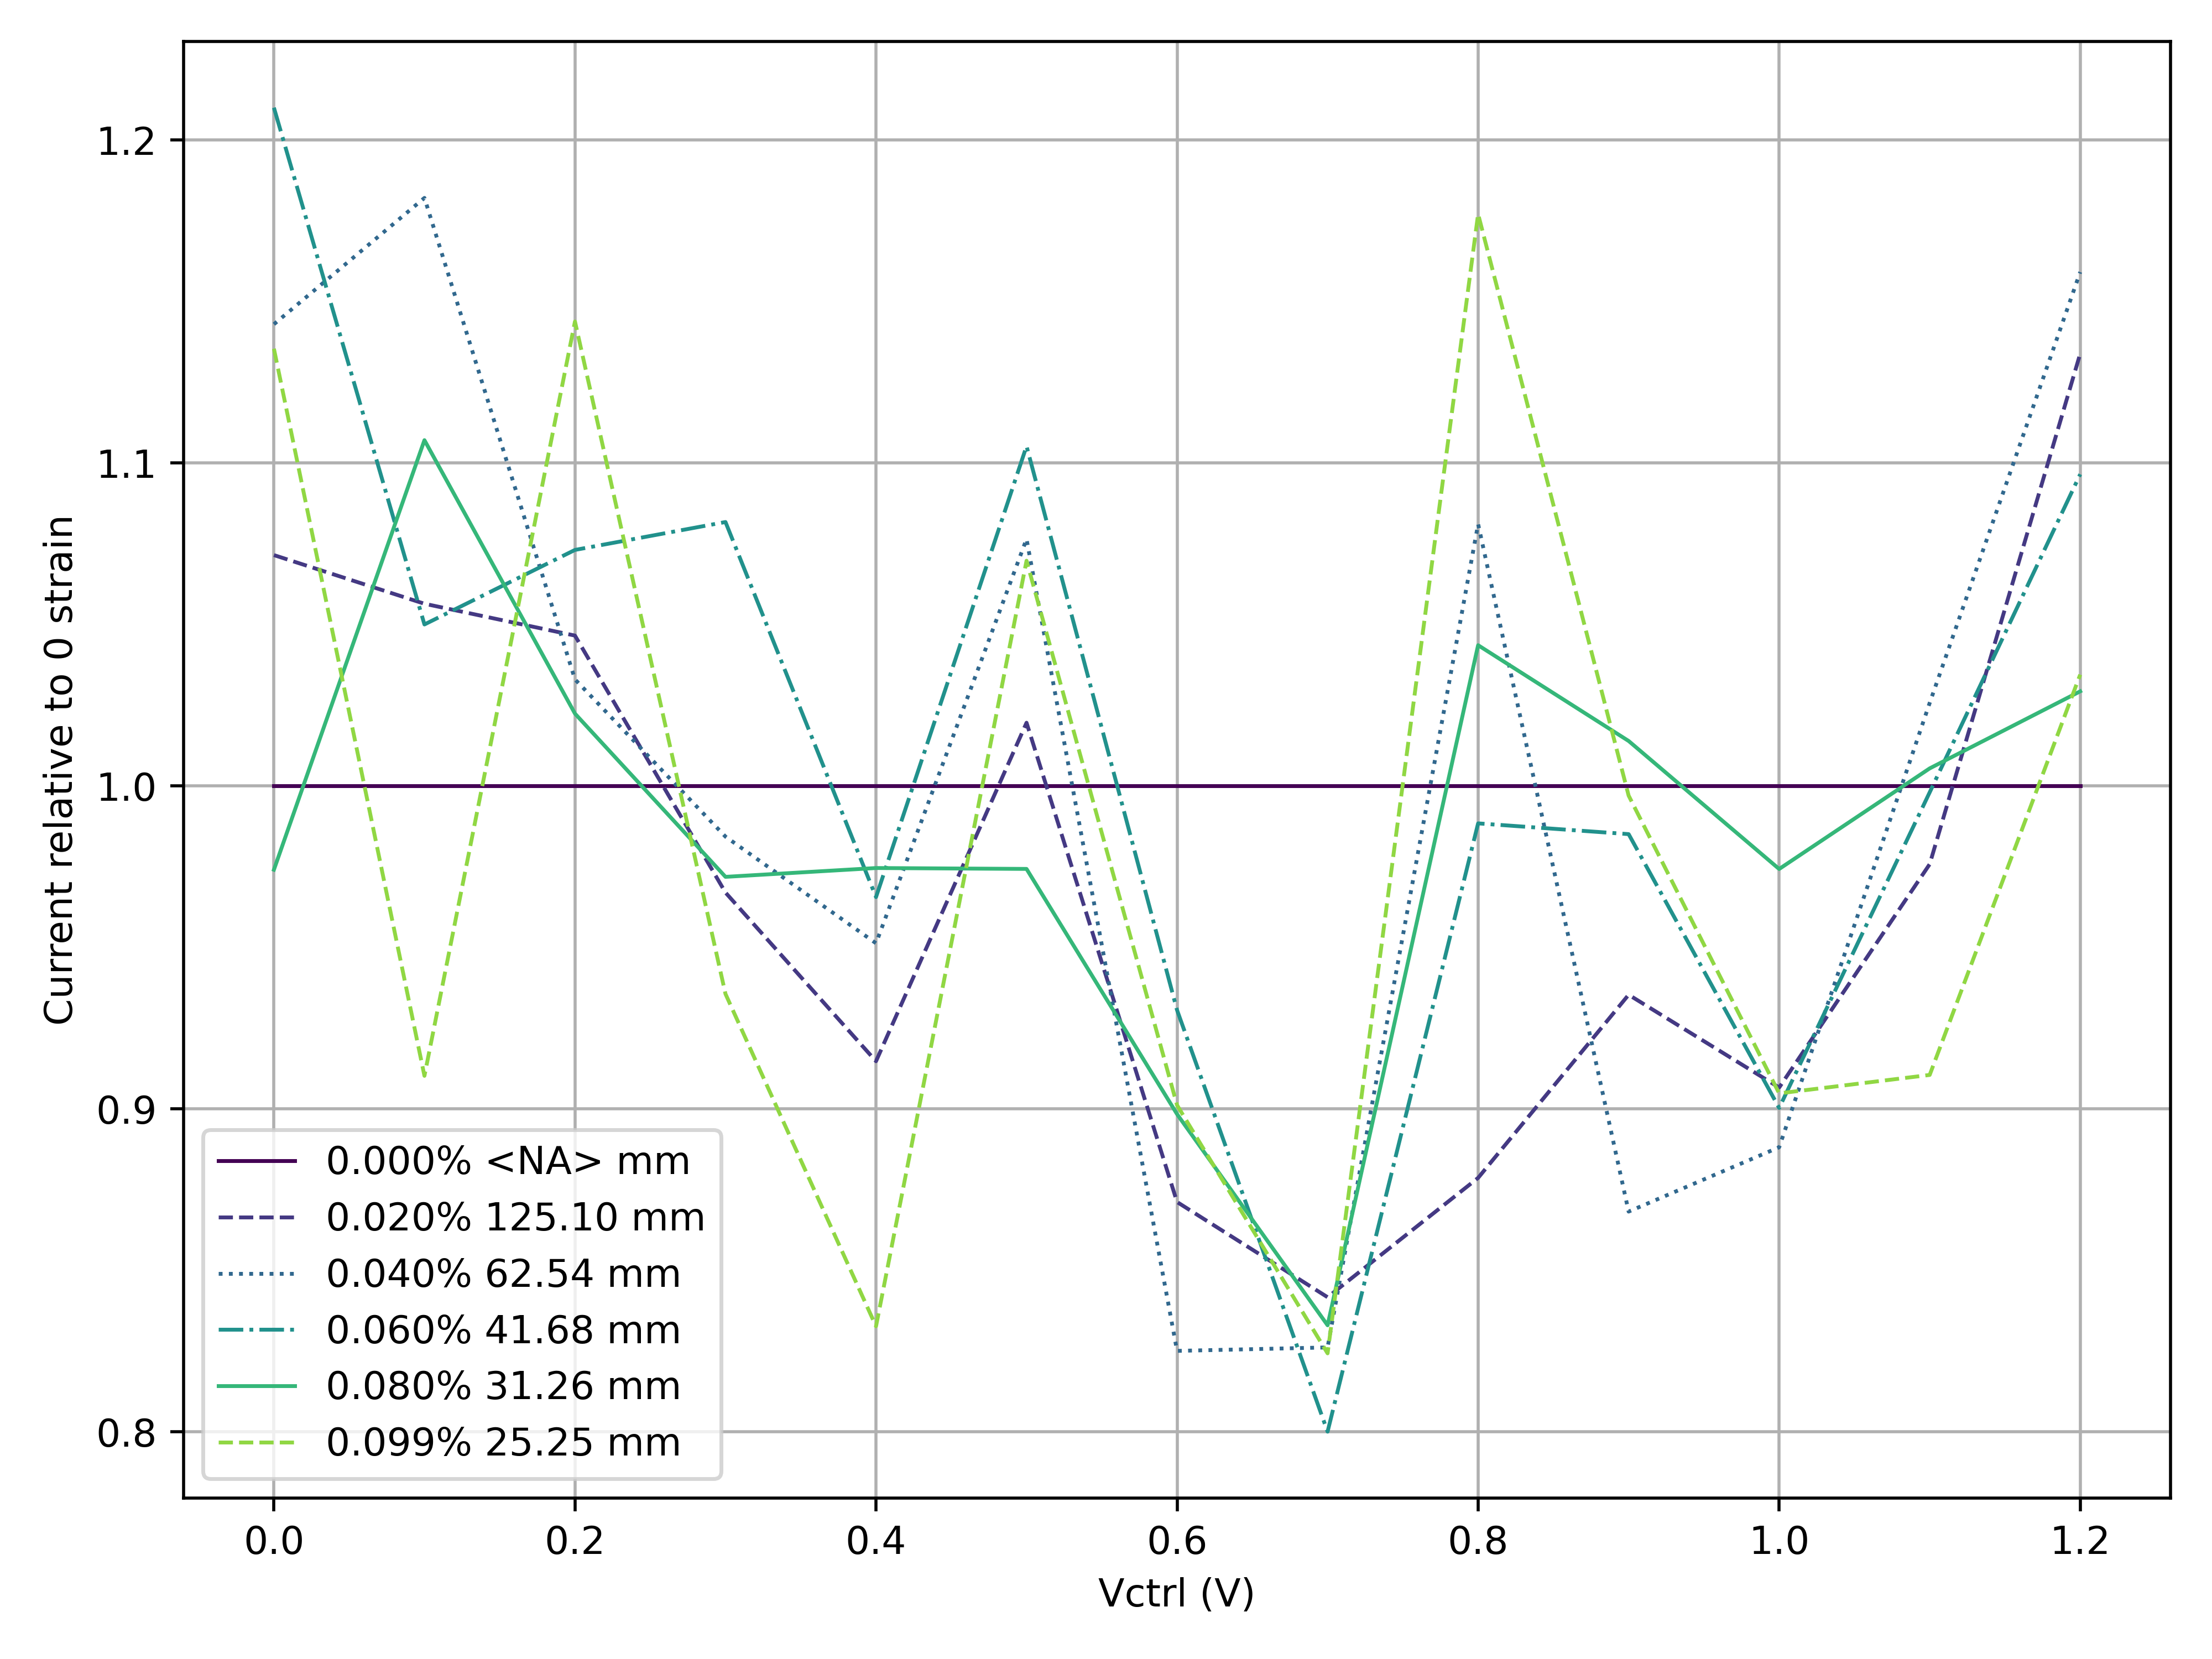 Current relative to 0 strain
1.2
1.1
1.0
0.9
0.8
0.000% <NA> mm
0.020% 125.10 mm
0.040% 62.54 mm
0.060% 41.68 mm
0.080% 31.26 mm
0.099% 25.25 mm
0.0 0.2 0.4 0.6 0.8 1.0 1.2
Vctrl (V)